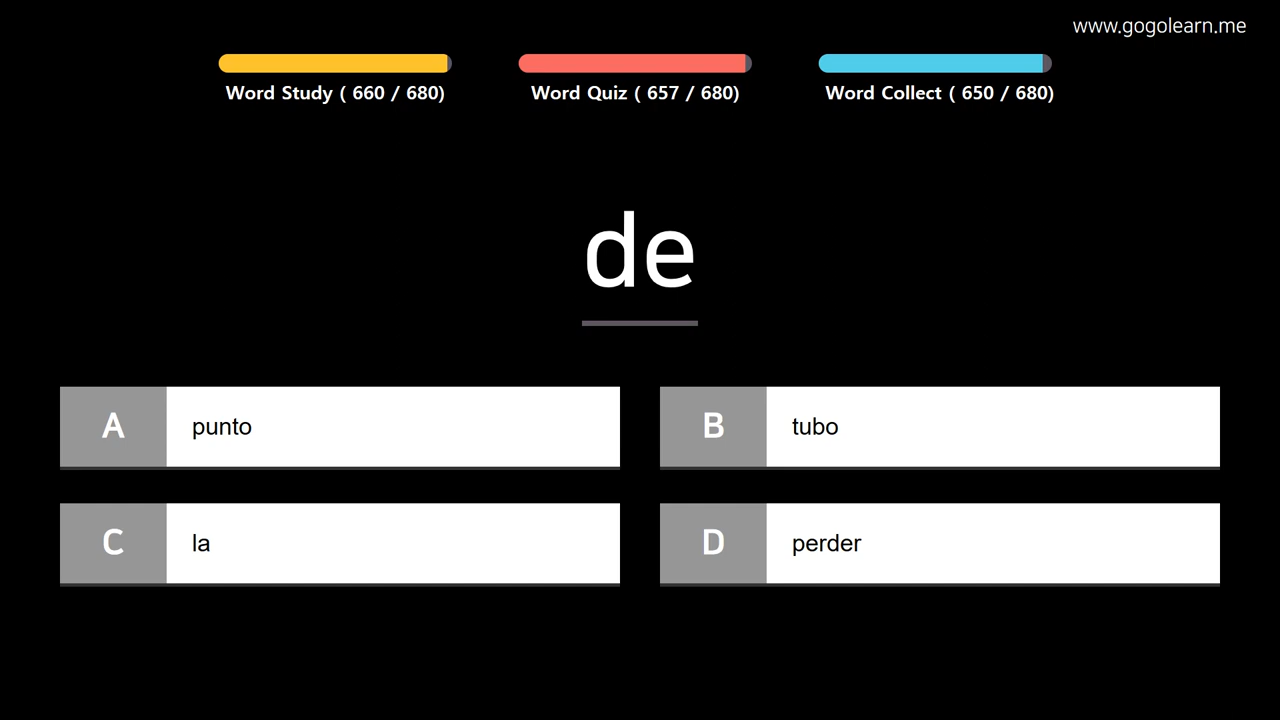 www.gogolearn.me
Word Study ( 660 / 680)
Word Quiz ( 657 / 680)
Word Collect ( 650 / 680)
de
A punto
B tubo
C la
D perder